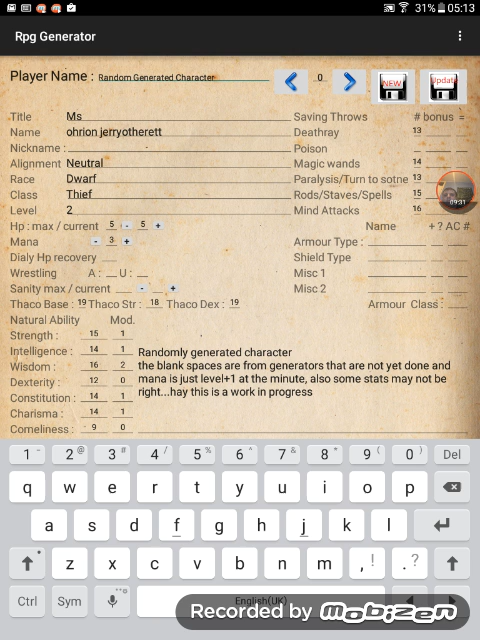 31% 05:13
Rpg Generator
Player Name : Random Generated Character 0 NEW Update
Title Ms Saving Throws # bonus =
Name ohrion jerryotherett Deathray 13
Nickname : Poison
Alignment Neutral Magic wands 14
Race Dwarf Paralysis/Turn to sotne 13
Class Thief Rods/Staves/Spells 15
Level 2 Mind Attacks 16
09:31
Hp : max / current 5 - 5 + Name + ? AC #
Mana - 3 + Armour Type :
Dialy Hp recovery Shield Type
Wrestling A : U : Misc 1
Sanity max / current - + Misc 2
Thaco Base : 19 Thaco Str : 18 Thaco Dex : 19 Armour Class :
Natural Ability Mod.
Strength : 15 1
Intelligence : 14 1
Wisdom : 16 2
Dexterity : 12 0
Constitution : 14 1
Charisma : 14 1
Comeliness : 9 0
Randomly generated character
the blank spaces are from generators that are not yet done and
mana is just level+1 at the minute, also some stats may not be
right...hay this is a work in progress
1 - 2 @ 3 # 4 / 5 % 6 ^ 7 & 8 * 9 ( 0 ) Del
q w e r t y u i o p
a s d f g h j k l
z x c v b n m , ! . ?
Ctrl Sym English(UK)
Recorded by MOBIZEN